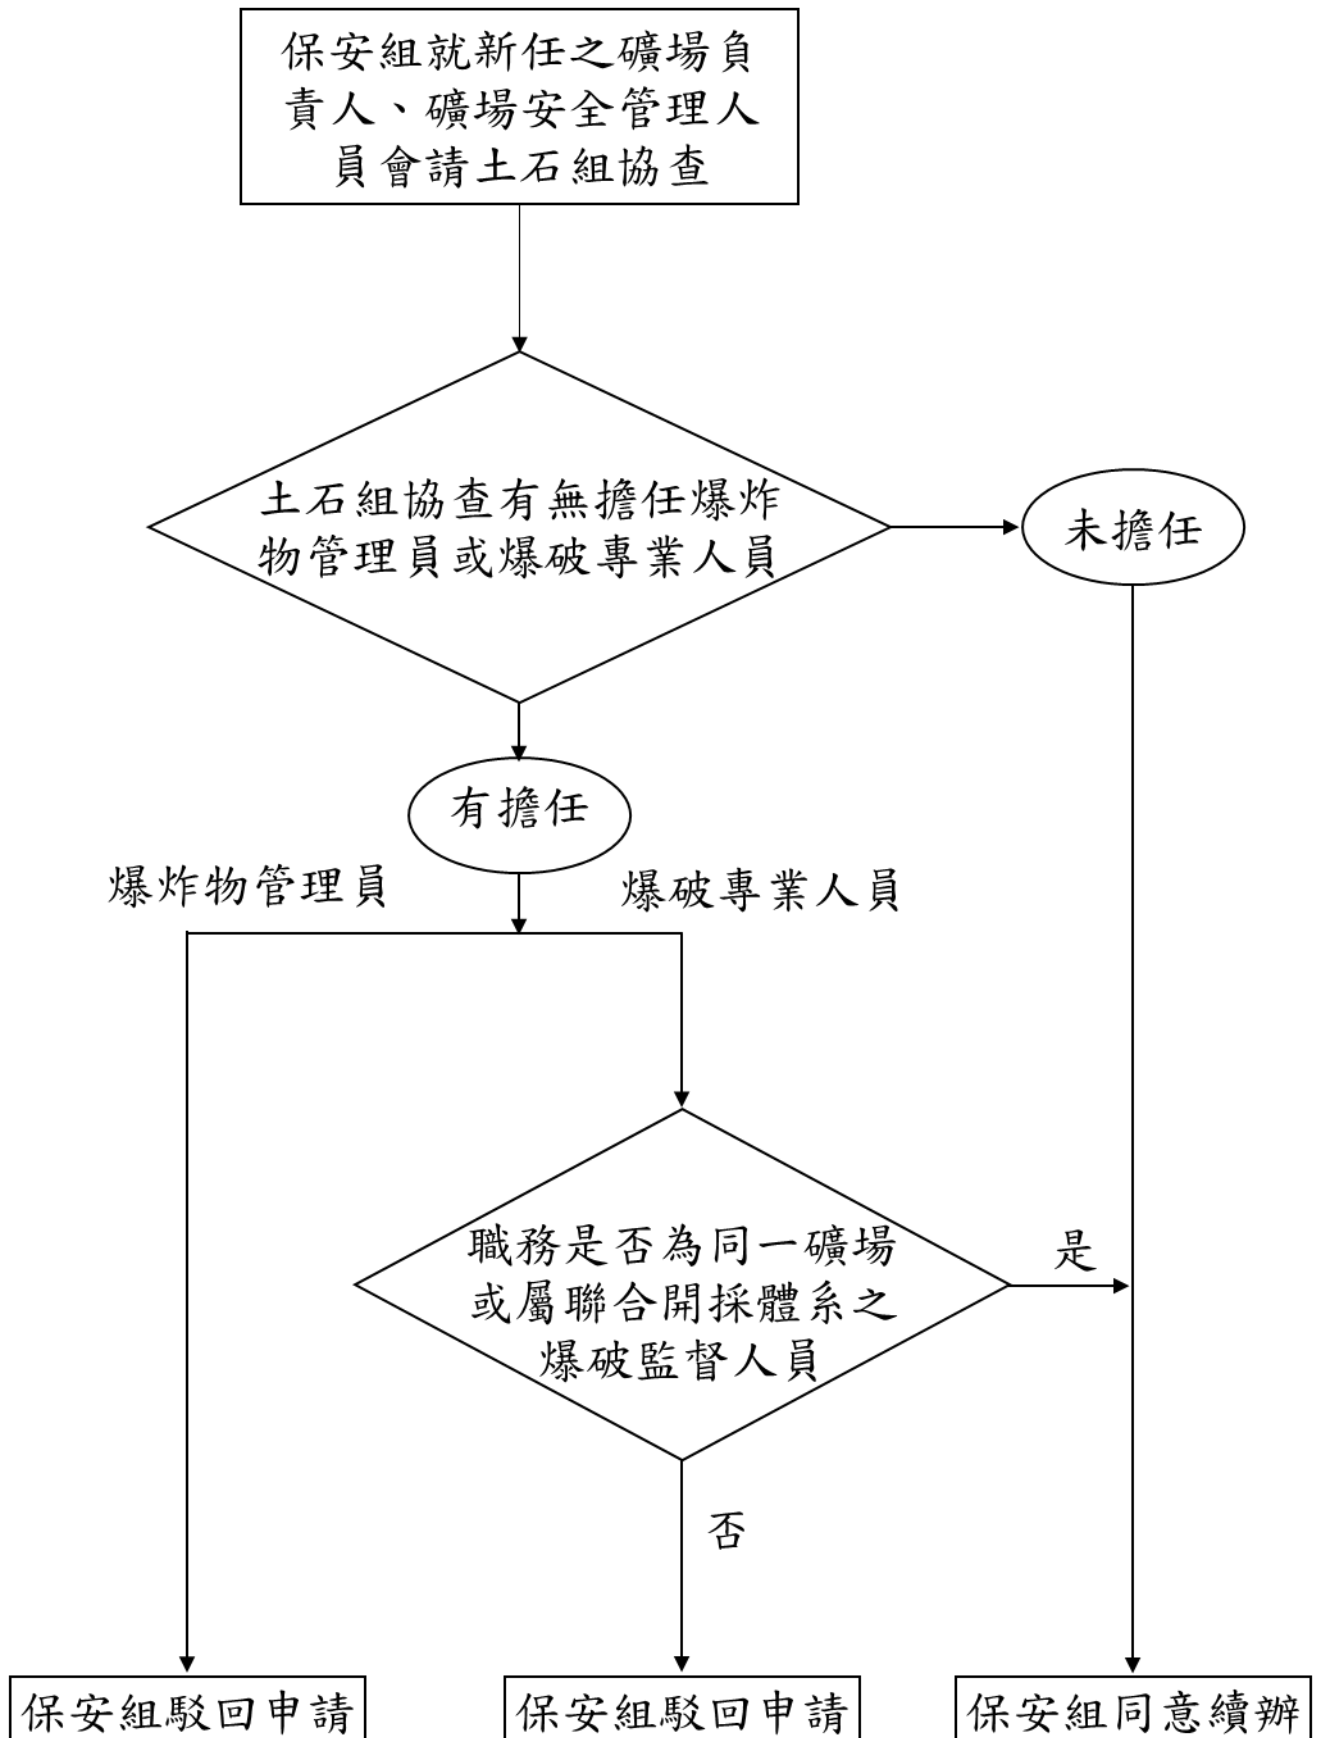 保安組就新任之礦場負
責人、礦場安全管理人
員會請土石組協查
土石組協查有無擔任爆炸
物管理員或爆破專業人員
未擔任
有擔任
爆炸物管理員
爆破專業人員
職務是否為同一礦場
或屬聯合開採體系之
爆破監督人員
是
否
保安組駁回申請
保安組駁回申請
保安組同意續辦